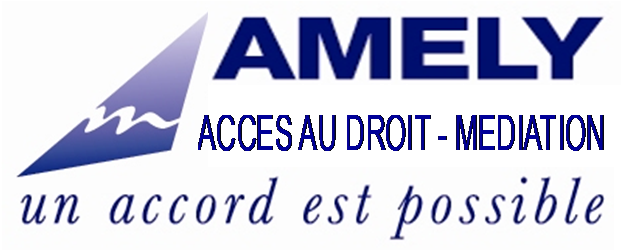 AMELY
ACCES AU DROIT - MEDIATION
un accord est possible